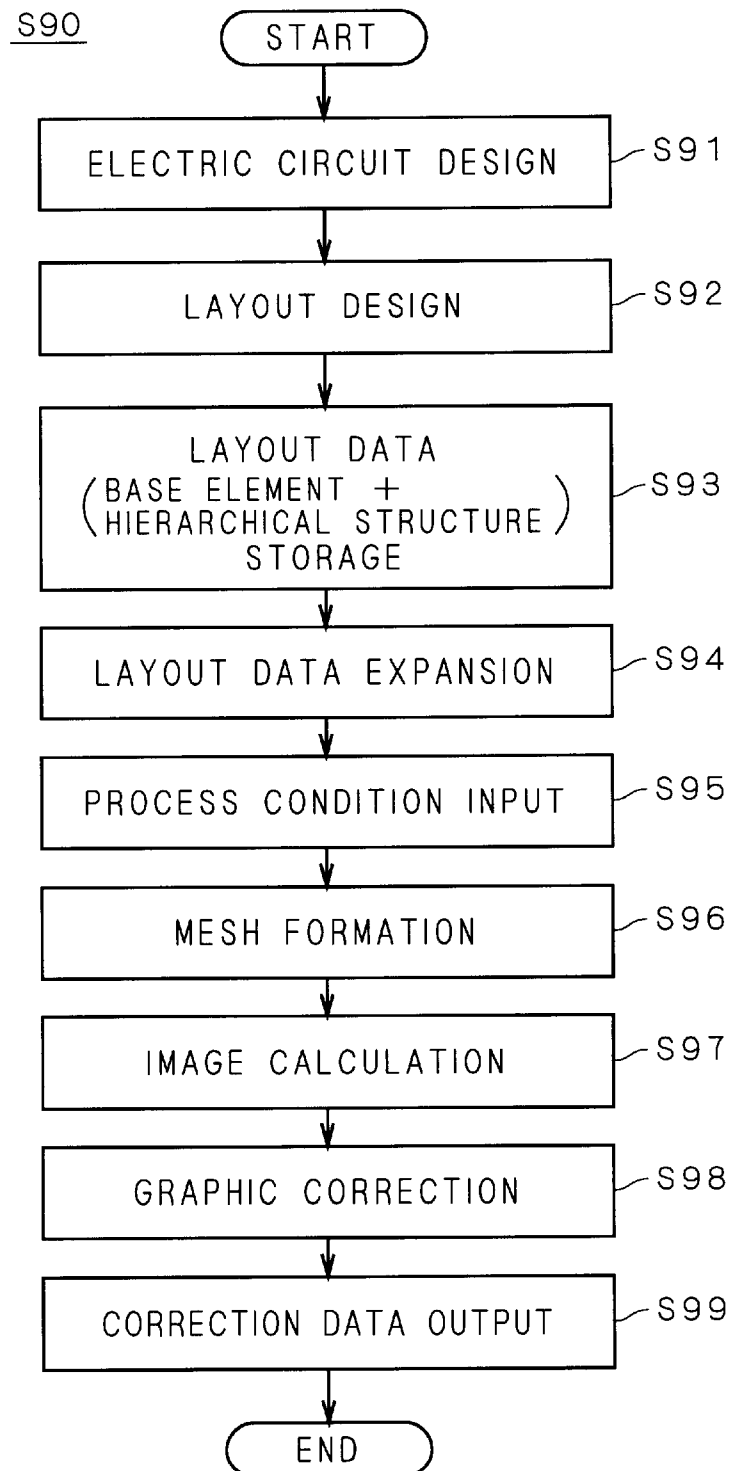 S90
START
ELECTRIC CIRCUIT DESIGN
S91
LAYOUT DESIGN
S92
LAYOUT DATA
(BASE ELEMENT +
HIERARCHICAL STRUCTURE)
STORAGE
S93
LAYOUT DATA EXPANSION
S94
PROCESS CONDITION INPUT
S95
MESH FORMATION
S96
IMAGE CALCULATION
S97
GRAPHIC CORRECTION
S98
CORRECTION DATA OUTPUT
S99
END